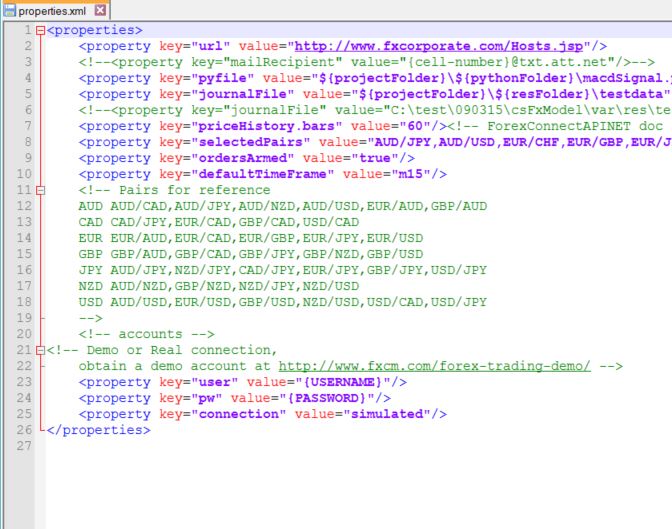 properties.xml
1 <properties>
2 <property key="url" value="http://www.fxcorporate.com/Hosts.jsp"/>
3 <!--<property key="mailRecipient" value="{cell-number}@txt.att.net"/>-->
4 <property key="pyfile" value="${projectFolder}\${pythonFolder}\macdSignal.
5 <property key="journalFile" value="${projectFolder}\${resFolder}\testdata"
6 <!--<property key="journalFile" value="C:\test\090315\csFxModel\var\res\te
7 <property key="priceHistory.bars" value="60"/><!-- ForexConnectAPINET doc
8 <property key="selectedPairs" value="AUD/JPY,AUD/USD,EUR/CHF,EUR/GBP,EUR/J
9 <property key="ordersArmed" value="true"/>
10 <property key="defaultTimeFrame" value="m15"/>
11 <!-- Pairs for reference
12 AUD AUD/CAD,AUD/JPY,AUD/NZD,AUD/USD,EUR/AUD,GBP/AUD
13 CAD CAD/JPY,EUR/CAD,GBP/CAD,USD/CAD
14 EUR EUR/AUD,EUR/CAD,EUR/GBP,EUR/JPY,EUR/USD
15 GBP GBP/AUD,GBP/CAD,GBP/JPY,GBP/NZD,GBP/USD
16 JPY AUD/JPY,NZD/JPY,CAD/JPY,EUR/JPY,GBP/JPY,USD/JPY
17 NZD AUD/NZD,GBP/NZD,NZD/JPY,NZD/USD
18 USD AUD/USD,EUR/USD,GBP/USD,NZD/USD,USD/CAD,USD/JPY
19 -->
20 <!-- accounts -->
21 <!-- Demo or Real connection,
22 obtain a demo account at http://www.fxcm.com/forex-trading-demo/ -->
23 <property key="user" value="{USERNAME}"/>
24 <property key="pw" value="{PASSWORD}"/>
25 <property key="connection" value="simulated"/>
26 </properties>
27